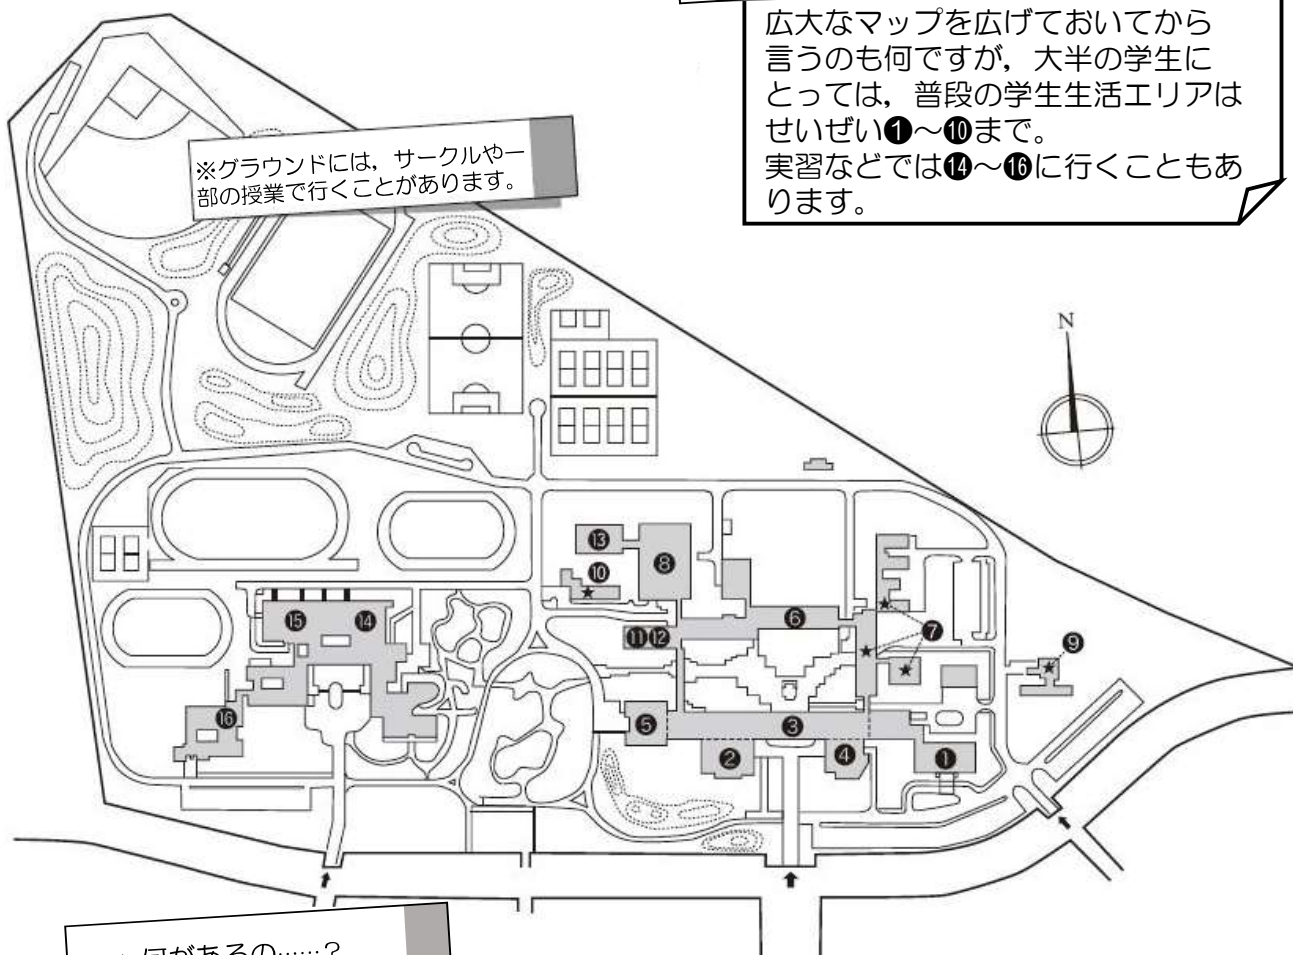 広大なマップを広げておいてから
言うのも何ですが，大半の学生に
とっては，普段の学生生活エリアは
せいぜい❶～❿まで。
実習などでは⓮～⓰に行くこともあ
ります。
※グラウンドには，サークルや一
部の授業で行くことがあります。
N
⓭
❽
❿
⓯
⓮
⓫⓬
❻
❼
❾
⓰
❺
❸
❷
❹
❶
何があるの……？